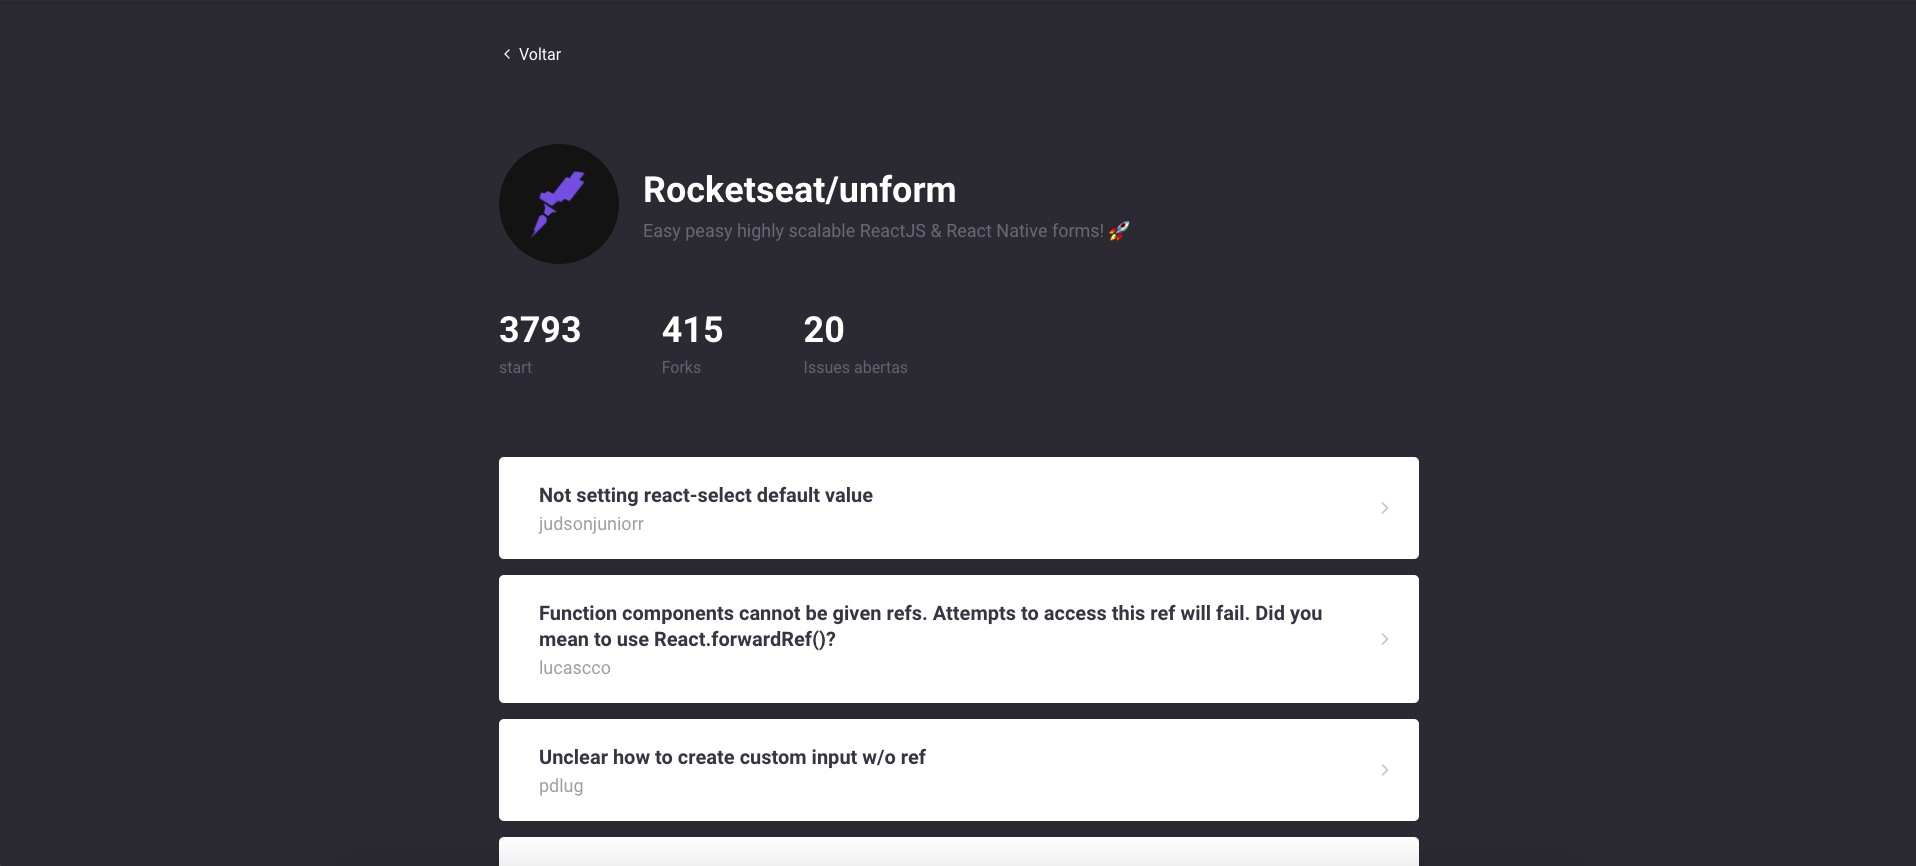 Voltar
Rocketseat/unform
Easy peasy highly scalable ReactJS & React Native forms! 🚀
3793 415 20
start Forks Issues abertas
Not setting react-select default value
judsonjuniorr
Function components cannot be given refs. Attempts to access this ref will fail. Did you
mean to use React.forwardRef()?
lucascco
Unclear how to create custom input w/o ref
pdlug